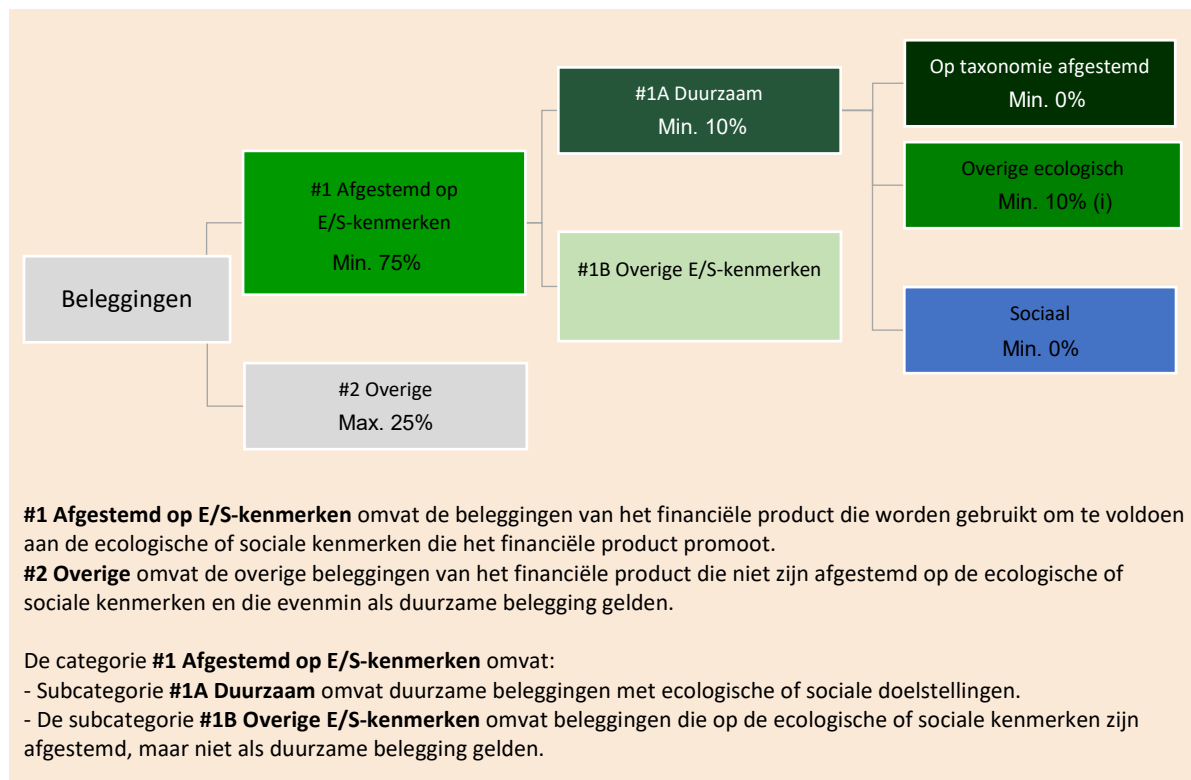 Op taxonomie afgestemd
Min. 0%
#1A Duurzaam
Min. 10%
Overige ecologisch
Min. 10% (i)
#1 Afgestemd op
E/S-kenmerken
Min. 75%
#1B Overige E/S-kenmerken
Beleggingen
Sociaal
Min. 0%
#2 Overige
Max. 25%
#1 Afgestemd op E/S-kenmerken omvat de beleggingen van het financiële product die worden gebruikt om te voldoen
aan de ecologische of sociale kenmerken die het financiële product promoot.
#2 Overige omvat de overige beleggingen van het financiële product die niet zijn afgestemd op de ecologische of
sociale kenmerken en die evenmin als duurzame belegging gelden.
De categorie #1 Afgestemd op E/S-kenmerken omvat:
- Subcategorie #1A Duurzaam omvat duurzame beleggingen met ecologische of sociale doelstellingen.
- De subcategorie #1B Overige E/S-kenmerken omvat beleggingen die op de ecologische of sociale kenmerken zijn
afgestemd, maar niet als duurzame belegging gelden.